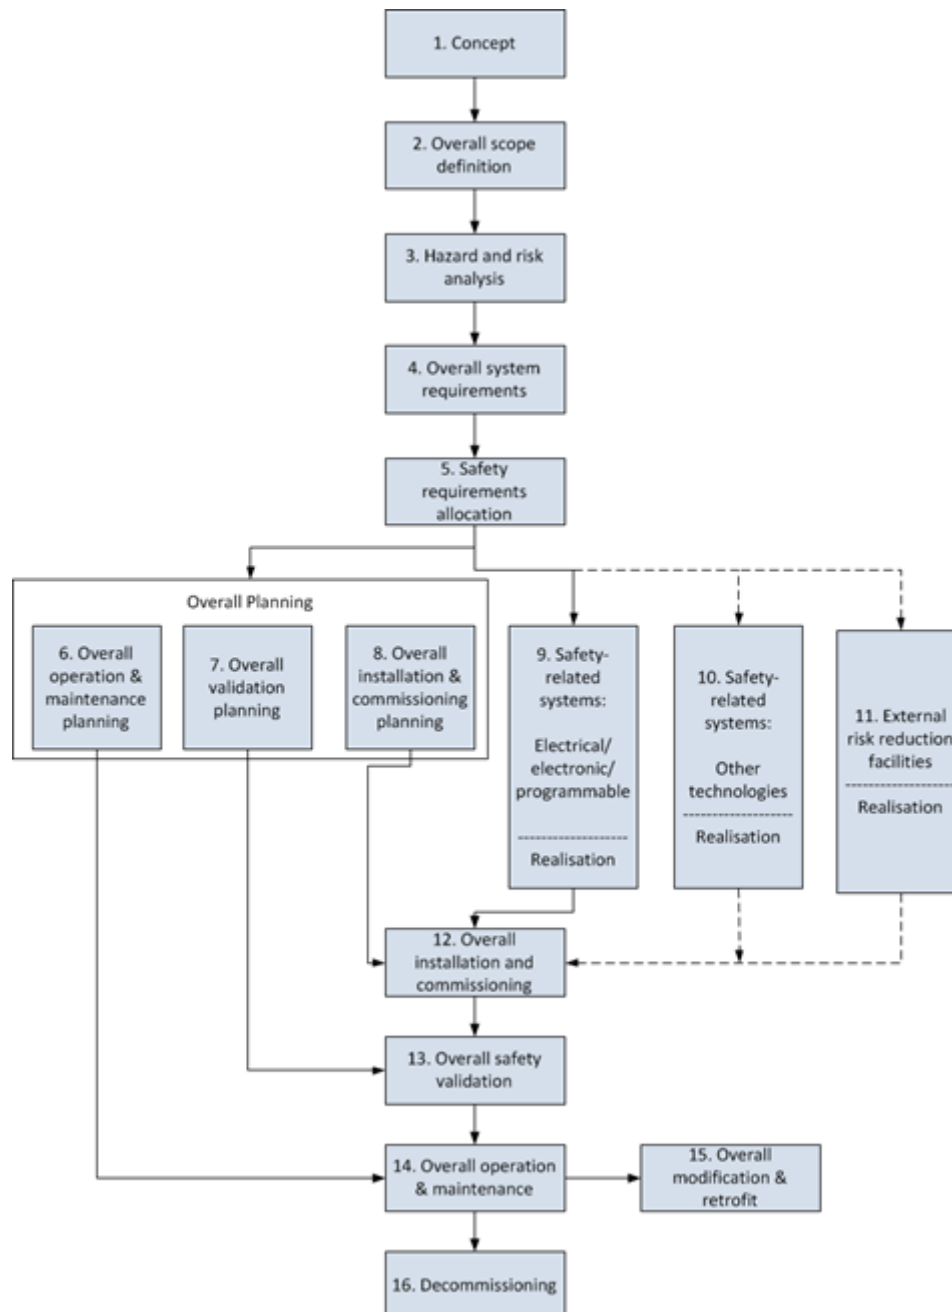 1. Concept
2. Overall scope
definition
3. Hazard and risk
analysis
4. Overall system
requirements
5. Safety
requirements
allocation
Overall Planning
6. Overall
operation &
maintenance
planning
7. Overall
validation
planning
8. Overall
installation &
commissioning
planning
9. Safety-
related
systems:
Electrical/
electronic/
programmable
Realisation
10. Safety-
related
systems:
Other
technologies
Realisation
11. External
risk reduction
facilities
Realisation
12. Overall
installation and
commissioning
13. Overall safety
validation
14. Overall operation
& maintenance
15. Overall
modification &
retrofit
16. Decommissioning